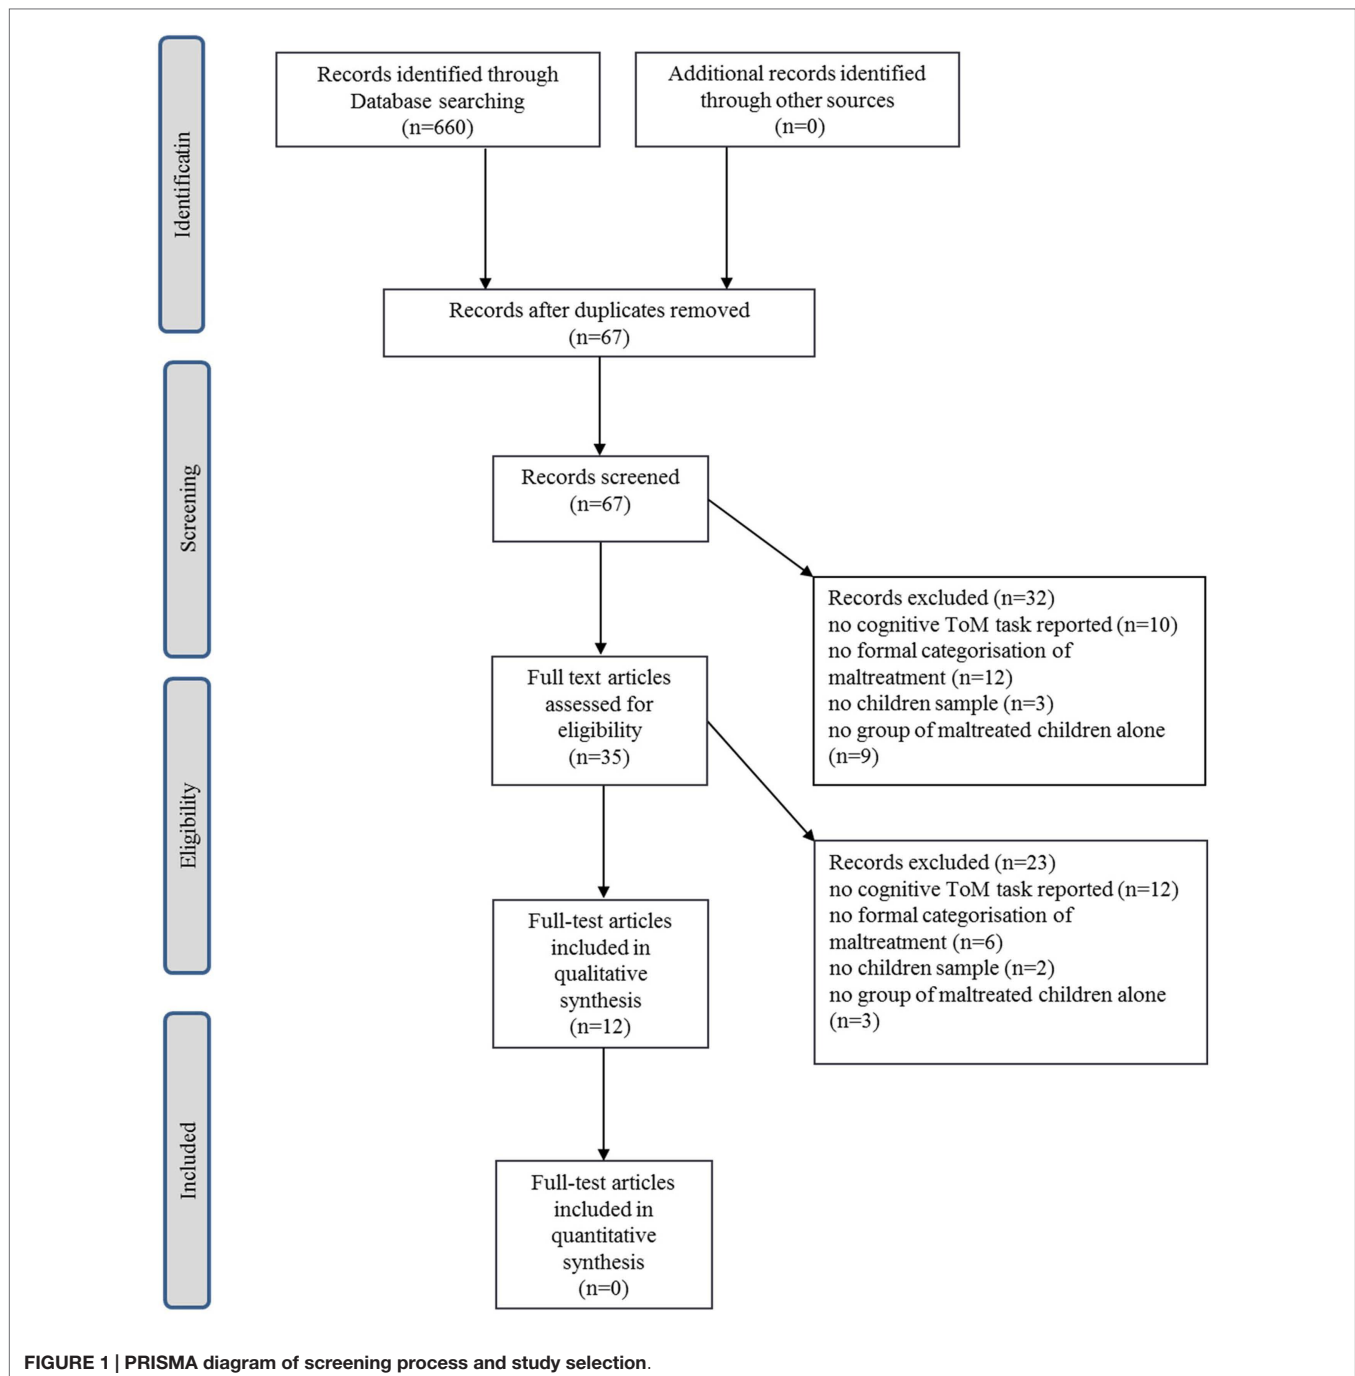 Identificatin
Records identified through
Database searching
(n=660)
Additional records identified
through other sources
(n=0)
Records after duplicates removed
(n=67)
Screening
Records screened
(n=67)
Records excluded (n=32)
no cognitive ToM task reported (n=10)
no formal categorisation of
maltreatment (n=12)
no children sample (n=3)
no group of maltreated children alone
(n=9)
Eligibility
Full text articles
assessed for
eligibility
(n=35)
Records excluded (n=23)
no cognitive ToM task reported (n=12)
no formal categorisation of
maltreatment (n=6)
no children sample (n=2)
no group of maltreated children alone
(n=3)
Full-test articles
included in
qualitative
synthesis
(n=12)
Included
Full-test articles
included in
quantitative
synthesis
(n=0)
FIGURE 1 | PRISMA diagram of screening process and study selection.